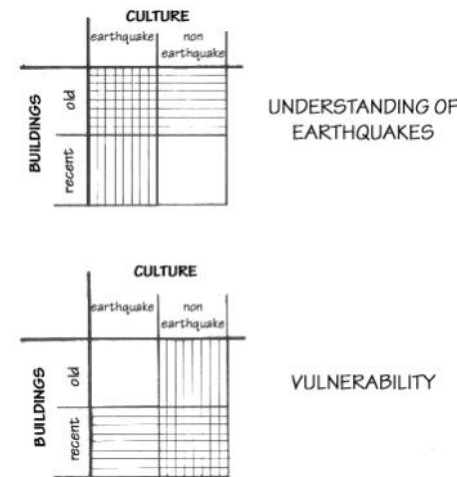 CULTURE
earthquake
non
earthquake
BUILDINGS
old
recent
UNDERSTANDING OF
EARTHQUAKES
CULTURE
earthquake
non
earthquake
BUILDINGS
old
recent
VULNERABILITY